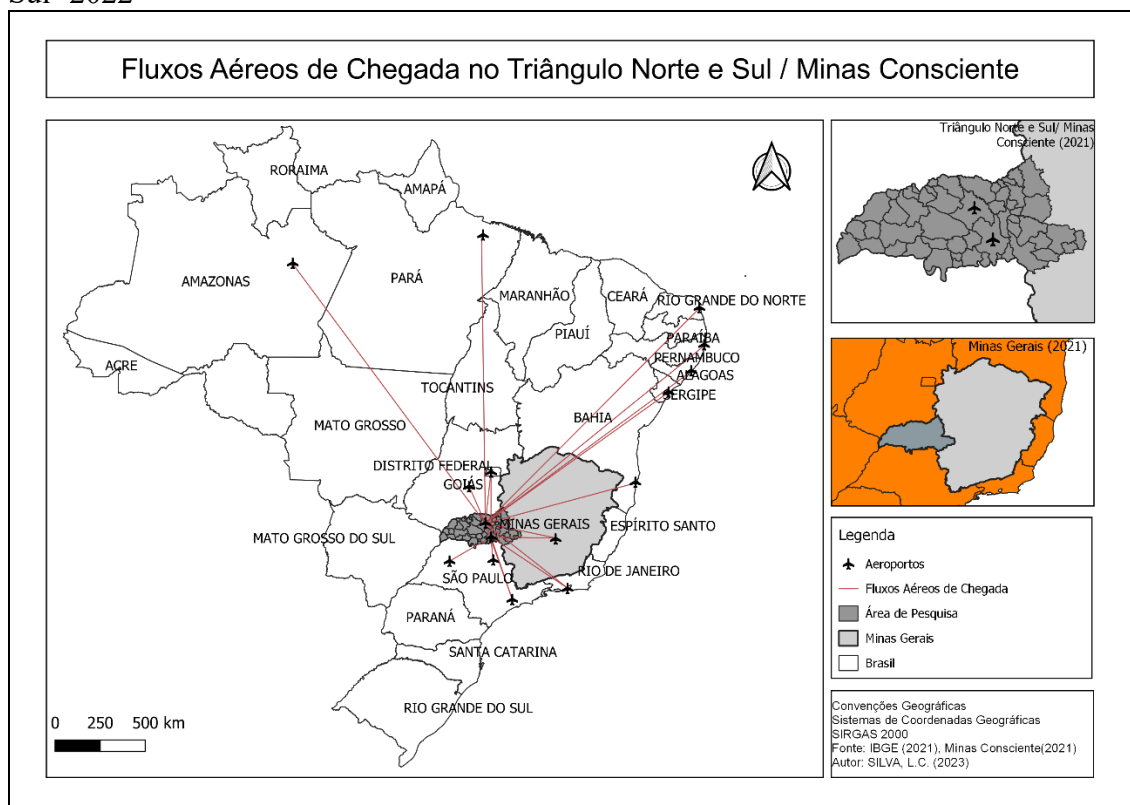 Sul- 2022
Fluxos Aéreos de Chegada no Triângulo Norte e Sul / Minas Consciente
RORAIMA
AMAPÁ
AMAZONAS
PARÁ
MARANHÃO
CEARÁ
RIO GRANDE DO NORTE
PIAUÍ
PARAÍBA
PERNAMBUCO
ALAGOAS
SERGIPE
ACRE
TOCANTINS
BAHIA
MATO GROSSO
DISTRITO FEDERAL
GOIÁS
MINAS GERAIS
ESPÍRITO SANTO
MATO GROSSO DO SUL
SÃO PAULO
RIO DE JANEIRO
PARANÁ
SANTA CATARINA
RIO GRANDE DO SUL
0 250 500 km
Triângulo Norte e Sul/ Minas
Consciente (2021)
Minas Gerais (2021)
Legenda
Aeroportos
Fluxos Aéreos de Chegada
Área de Pesquisa
Minas Gerais
Brasil
Convenções Geográficas
Sistemas de Coordenadas Geográficas
SIRGAS 2000
Fonte: IBGE (2021), Minas Consciente(2021)
Autor: SILVA, L.C. (2023)